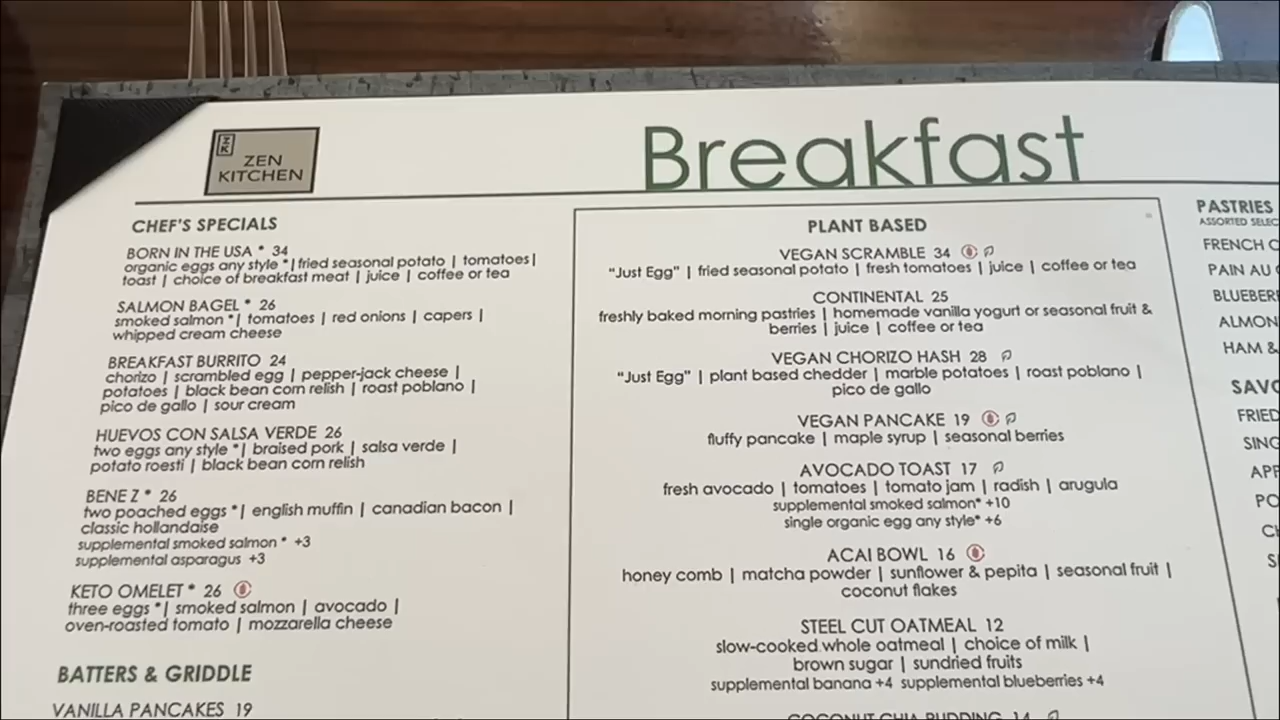 ZK
ZEN
KITCHEN
Breakfast
CHEF'S SPECIALS
BORN IN THE USA * 34
organic eggs any style *| fried seasonal potato | tomatoes|
toast | choice of breakfast meat | juice | coffee or tea
SALMON BAGEL * 26
smoked salmon *| tomatoes | red onions | capers |
whipped cream cheese
BREAKFAST BURRITO 24
chorizo | scrambled egg | pepper-jack cheese |
potatoes | black bean corn relish | roast poblano |
pico de gallo | sour cream
HUEVOS CON SALSA VERDE 26
two eggs any style *| braised pork | salsa verde |
potato roesti | black bean corn relish
BENE Z * 26
two poached eggs *| english muffin | canadian bacon |
classic hollandaise
supplemental smoked salmon * +3
supplemental asparagus +3
KETO OMELET * 26
three eggs *| smoked salmon | avocado |
oven-roasted tomato | mozzarella cheese
BATTERS & GRIDDLE
VANILLA PANCAKES 19
PLANT BASED
VEGAN SCRAMBLE 34
"Just Egg" | fried seasonal potato | fresh tomatoes | juice | coffee or tea
CONTINENTAL 25
freshly baked morning pastries | homemade vanilla yogurt or seasonal fruit &
berries | juice | coffee or tea
VEGAN CHORIZO HASH 28
"Just Egg" | plant based chedder | marble potatoes | roast poblano |
pico de gallo
VEGAN PANCAKE 19
fluffy pancake | maple syrup | seasonal berries
AVOCADO TOAST 17
fresh avocado | tomatoes | tomato jam | radish | arugula
supplemental smoked salmon* +10
single organic egg any style* +6
ACAI BOWL 16
honey comb | matcha powder | sunflower & pepita | seasonal fruit |
coconut flakes
STEEL CUT OATMEAL 12
slow-cooked whole oatmeal | choice of milk |
brown sugar | sundried fruits
supplemental banana +4 supplemental blueberries +4
COCONUT CHIA PUDDING 14
PASTRIES
ASSORTED
FRENCH
PAIN AU
HAM &
FRIED